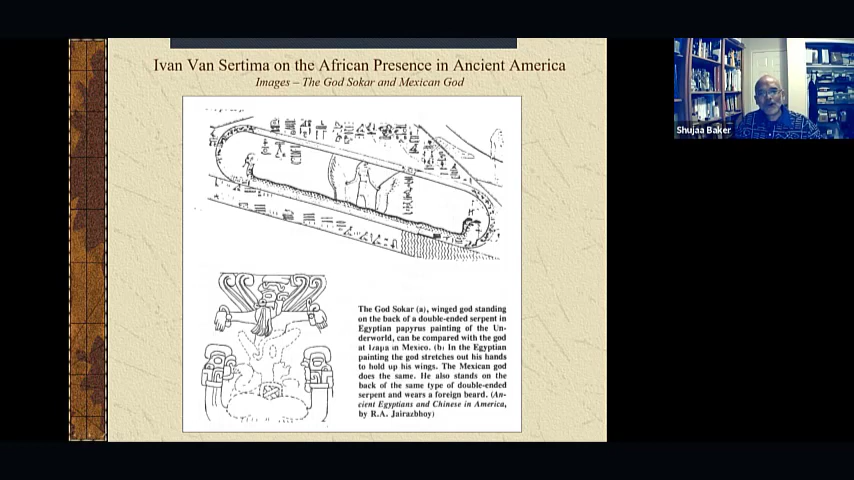 Ivan Van Sertima on the African Presence in Ancient America
Images – The God Sokar and Mexican God
Shujaa Baker
The God Sokar (a), winged god standing
on the back of a double-ended serpent in
Egyptian papyrus painting of the Un-
derworld, can be compared with the god
at Izapa in Mexico. (b) In the Egyptian
painting the god stretches out his hands
to hold up his wings. The Mexican god
does the same. He also stands on the
back of the same type of double-ended
serpent and wears a foreign beard. (An-
cient Egyptians and Chinese in America,
by R.A. Jairazbhoy)